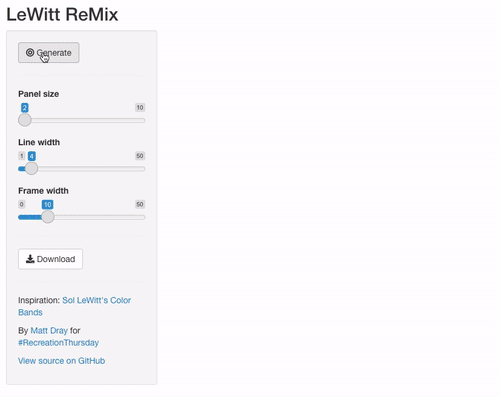 LeWitt ReMix
Generate
Panel size
2 10
Line width
1 4 50
Frame width
0 10 50
Download
Inspiration: Sol LeWitt's Color
Bands
By Matt Dray for
#RecreationThursday
View source on GitHub